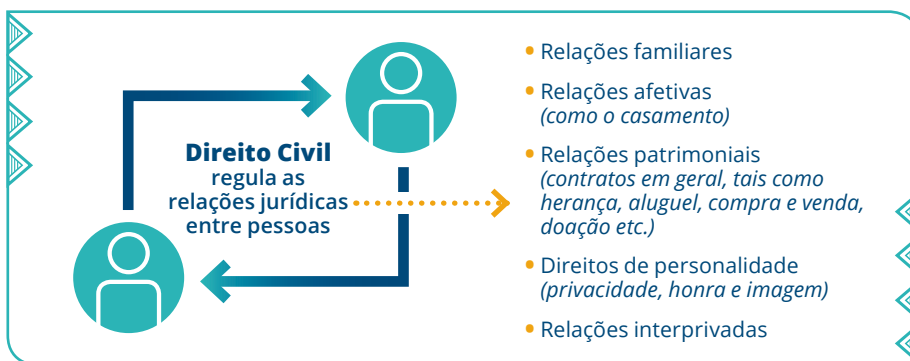 Direito Civil
regula as
relações jurídicas
entre pessoas
• Relações familiares
• Relações afetivas
(como o casamento)
• Relações patrimoniais
(contratos em geral, tais como
herança, aluguel, compra e venda,
doação etc.)
• Direitos de personalidade
(privacidade, honra e imagem)
• Relações interprivadas